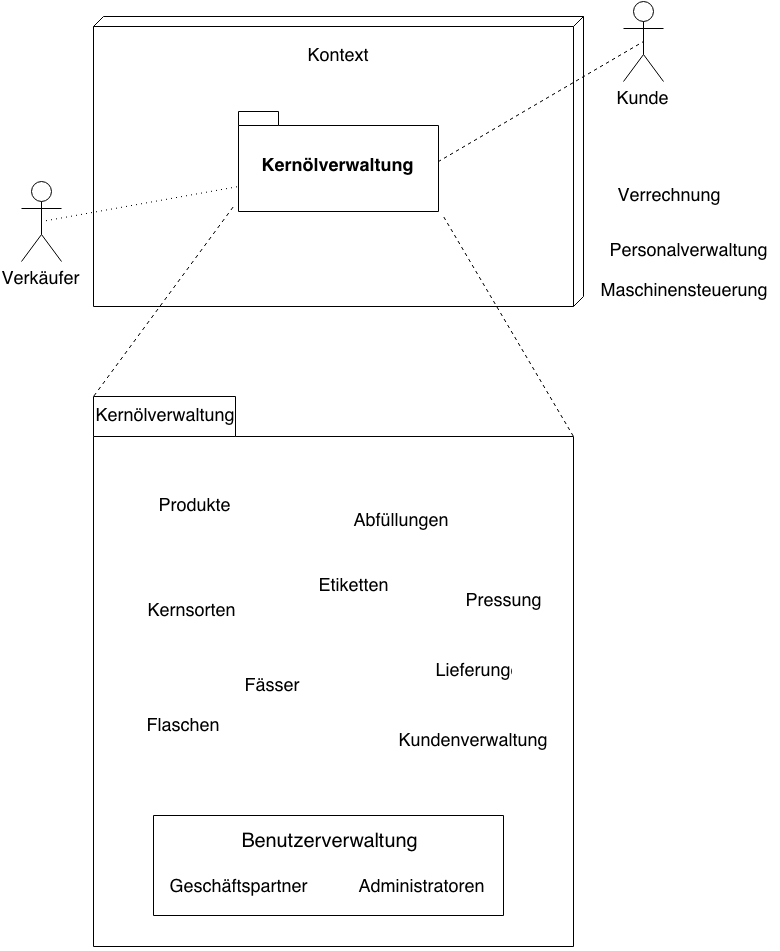 Kontext
Kunde
Kernölverwaltung
Verrechnung
Personalverwaltung
Verkäufer
Maschinensteuerung
Kernölverwaltung
Produkte
Abfüllungen
Etiketten
Kernsorten
Pressung
Lieferung
Fässer
Flaschen
Kundenverwaltung
Benutzerverwaltung
Geschäftspartner
Administratoren